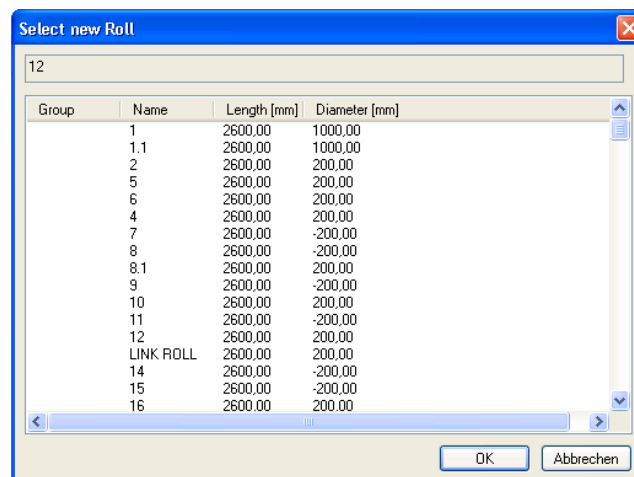 Select new Roll
12
Group Name Length [mm] Diameter [mm]
1 2600,00 1000,00
1.1 2600,00 1000,00
2 2600,00 200,00
5 2600,00 200,00
6 2600,00 200,00
4 2600,00 200,00
7 2600,00 -200,00
8 2600,00 -200,00
8.1 2600,00 200,00
9 2600,00 -200,00
10 2600,00 200,00
11 2600,00 -200,00
12 2600,00 200,00
LINK ROLL 2600,00 200,00
14 2600,00 -200,00
15 2600,00 -200,00
16 2600,00 200,00
OK Abbrechen